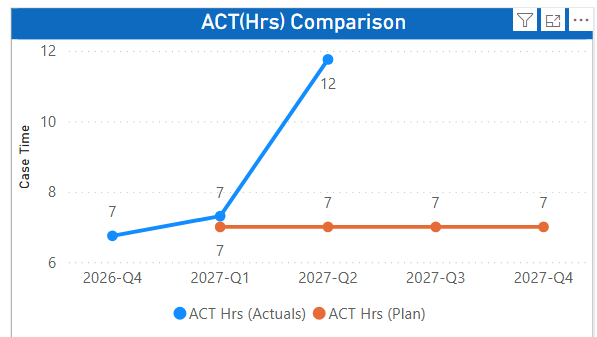 ACT(Hrs) Comparison
12
10
8
6
Case Time
7
7
12
7
7
7
7
2026-Q4
2027-Q1
2027-Q2
2027-Q3
2027-Q4
ACT Hrs (Actuals)
ACT Hrs (Plan)